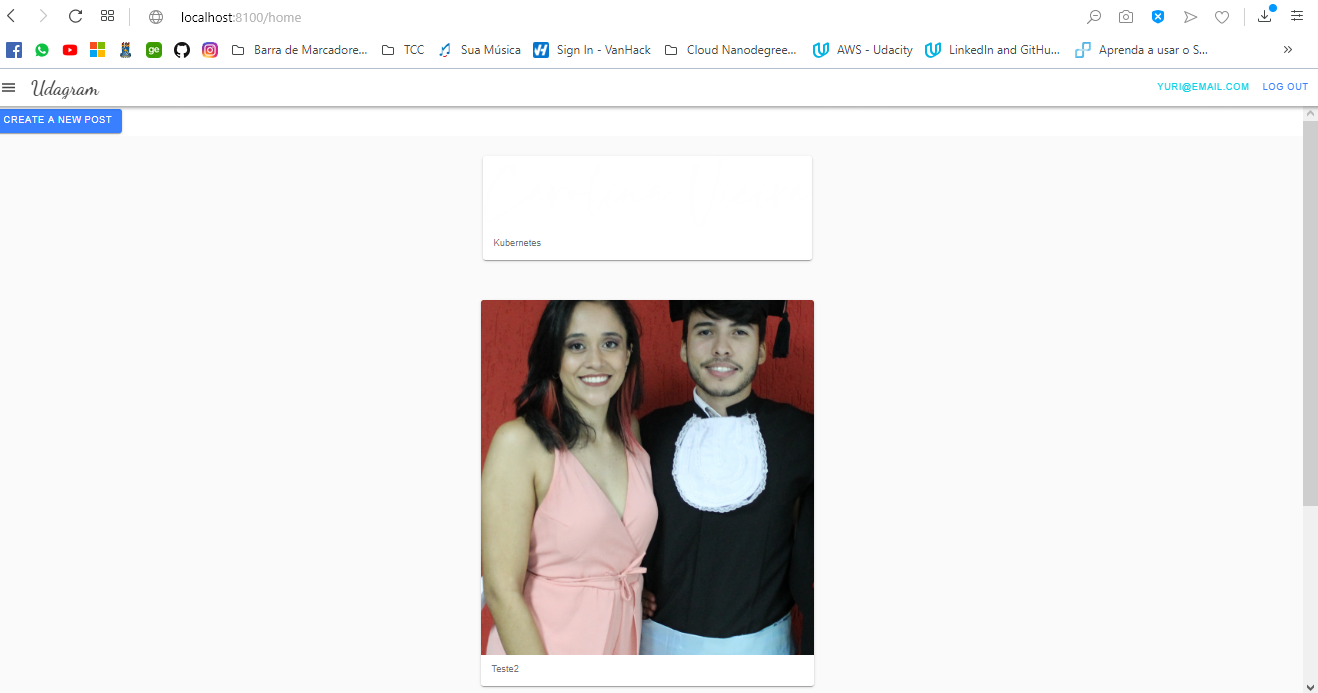 localhost:8100/home
Barra de Marcadore... TCC Sua Música Sign In - VanHack Cloud Nanodegree... AWS - Udacity LinkedIn and GitHu... Aprenda a usar o S... »
Udagram YURI@EMAIL.COM LOG OUT
CREATE A NEW POST
Kubernetes
Teste2